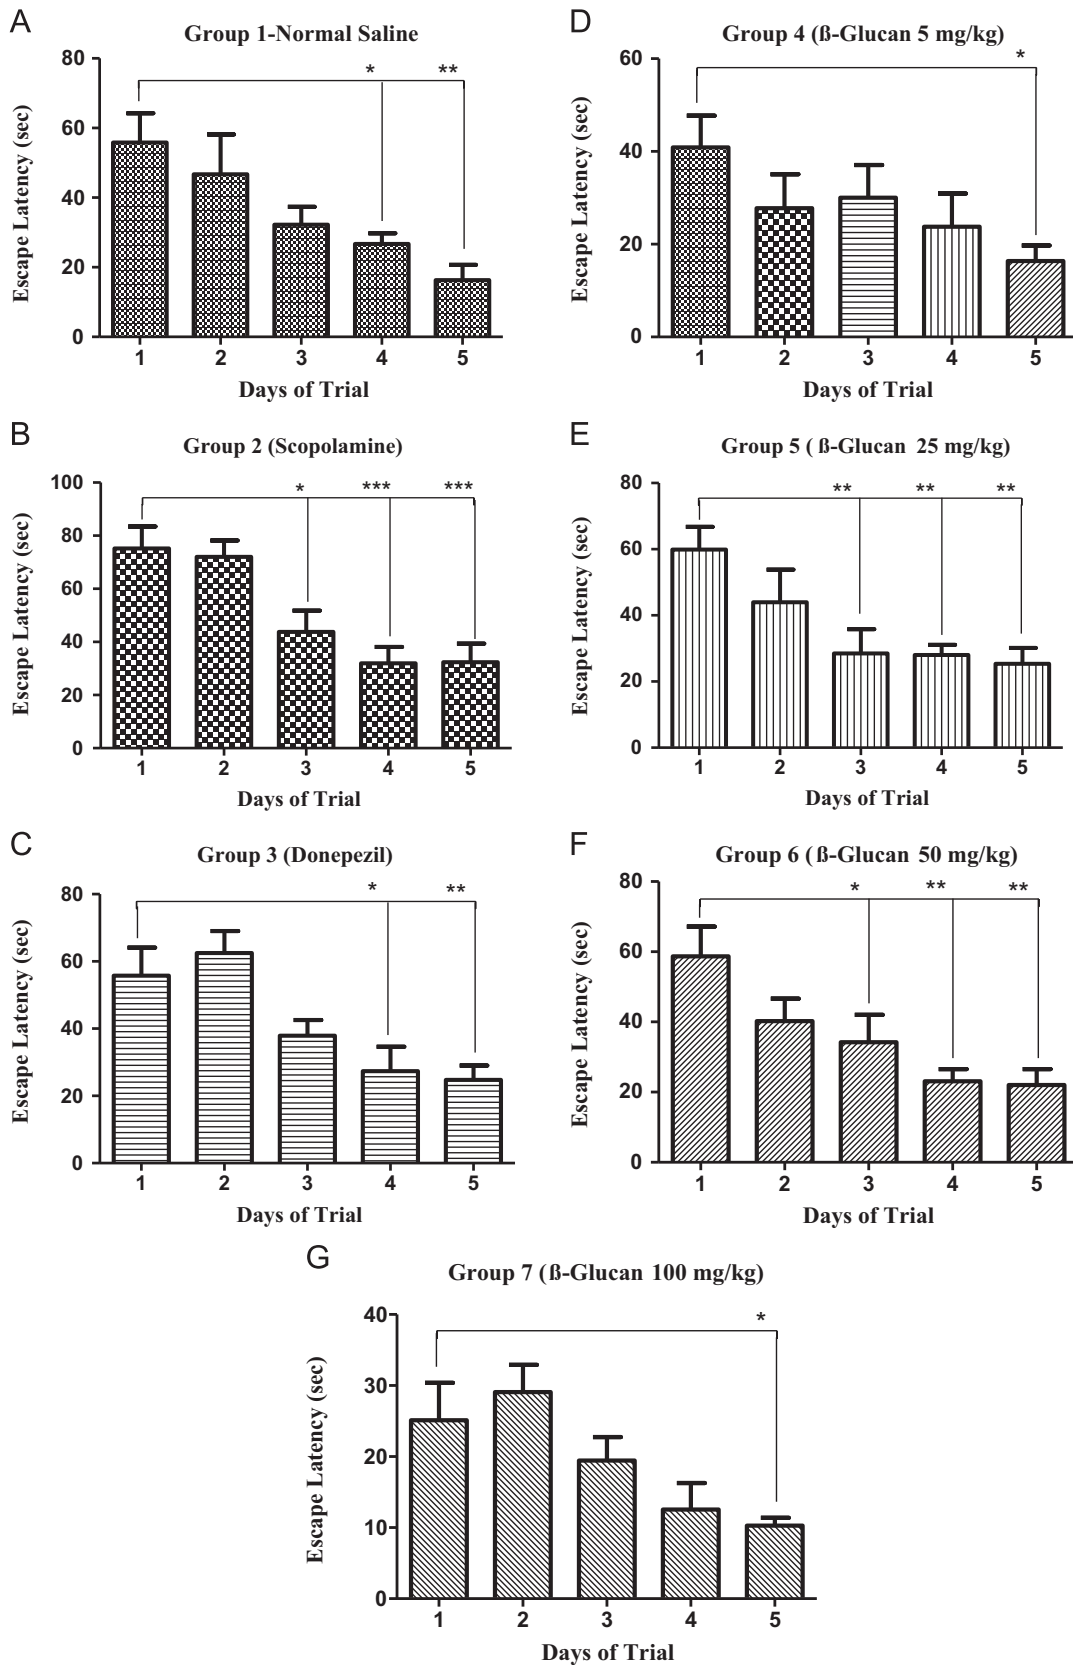 A
Group 1-Normal Saline
Escape Latency (sec)
80
60
40
20
0
* **
1 2 3 4 5
Days of Trial
D
Group 4 (ß-Glucan 5 mg/kg)
Escape Latency (sec)
60
40
20
0
*
1 2 3 4 5
Days of Trial
B
Group 2 (Scopolamine)
Escape Latency (sec)
100
80
60
40
20
0
* *** ***
1 2 3 4 5
Days of Trial
E
Group 5 ( ß-Glucan 25 mg/kg)
Escape Latency (sec)
80
60
40
20
0
** ** **
1 2 3 4 5
Days of Trial
C
Group 3 (Donepezil)
Escape Latency (sec)
80
60
40
20
0
* **
1 2 3 4 5
Days of Trial
F
Group 6 ( ß-Glucan 50 mg/kg)
Escape Latency (sec)
80
60
40
20
0
* ** **
1 2 3 4 5
Days of Trial
G
Group 7 (ß-Glucan 100 mg/kg)
Escape Latency (sec)
40
30
20
10
0
*
1 2 3 4 5
Days of Trial